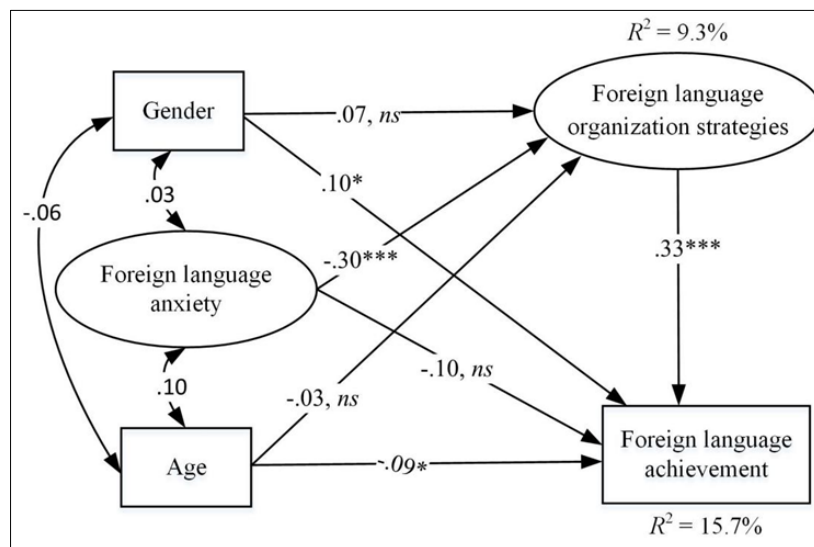 R² = 9.3%
Gender
Foreign language
organization strategies
.07, ns
.10*
.03
-.06
-.30***
.33***
Foreign language
anxiety
.10
-.03, ns
-.10, ns
Age
-.09*
Foreign language
achievement
R² = 15.7%